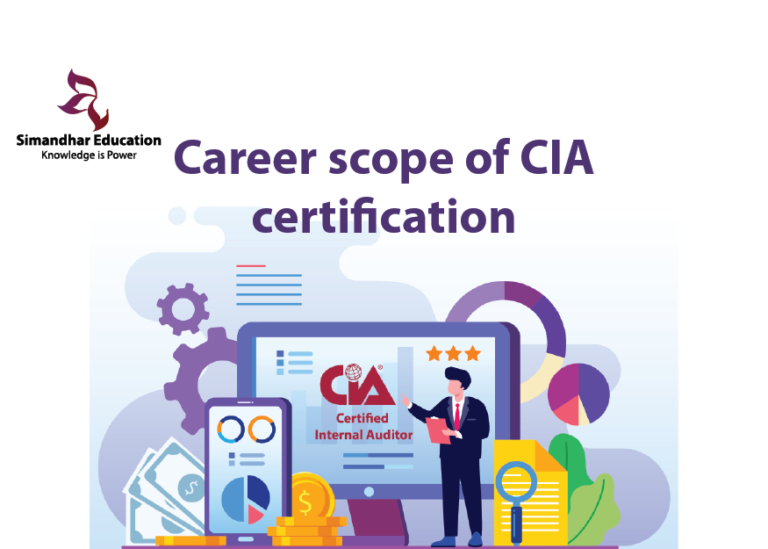 Simandhar Education
Knowledge is Power
Career scope of CIA
certification
CIA®
Certified
Internal Auditor
$
$